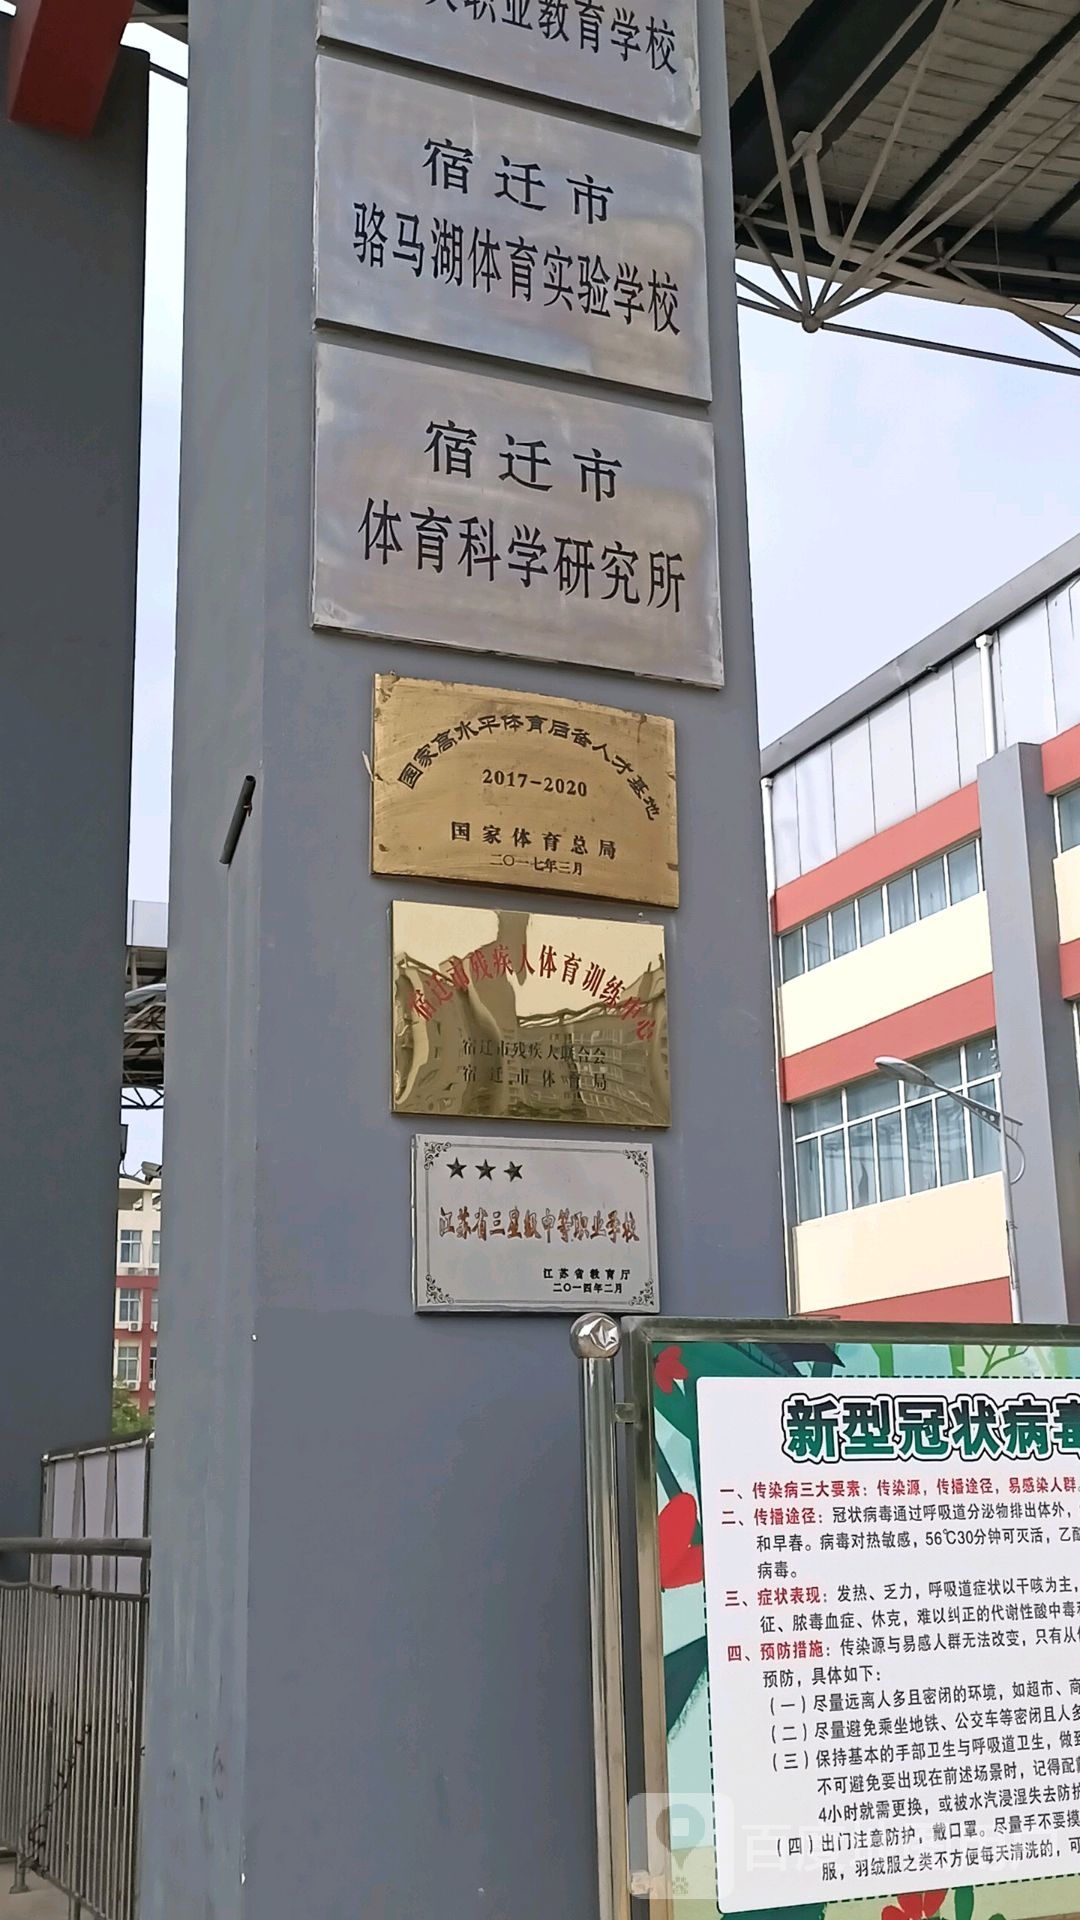 职业教育学校
宿迁市
骆马湖体育实验学校
宿迁市
体育科学研究所
国家高水平体育后备人才基地
2017-2020
国家体育总局
二〇一七年三月
宿迁市残疾人体育训练中心
宿迁市残疾人联合会
宿迁市体育局
江苏省三星级中等职业学校
江苏省教育厅
二〇一四年二月
新型冠状病毒
一、传染病三大要素：传染源，传播途径，易感染人群。
二、传播途径：冠状病毒通过呼吸道分泌物排出体外，
和早春。病毒对热敏感，56℃30分钟可灭活，乙
病毒。
三、症状表现：发热、乏力，呼吸道症状以干咳为主，
征、脓毒血症、休克，难以纠正的代谢性酸中毒
四、预防措施：传染源与易感人群无法改变，只有从
预防，具体如下：
（一）尽量远离人多且密闭的环境，如超市、商
（二）尽量避免乘坐地铁、公交车等密闭且人多
（三）保持基本的手部卫生与呼吸道卫生，做到
不可避免要出现在前述场景时，记得配戴
4小时就需更换，或被水汽浸湿失去防护
（四）出门注意防护，戴口罩。尽量手不要摸
服，羽绒服之类不方便每天清洗的，可